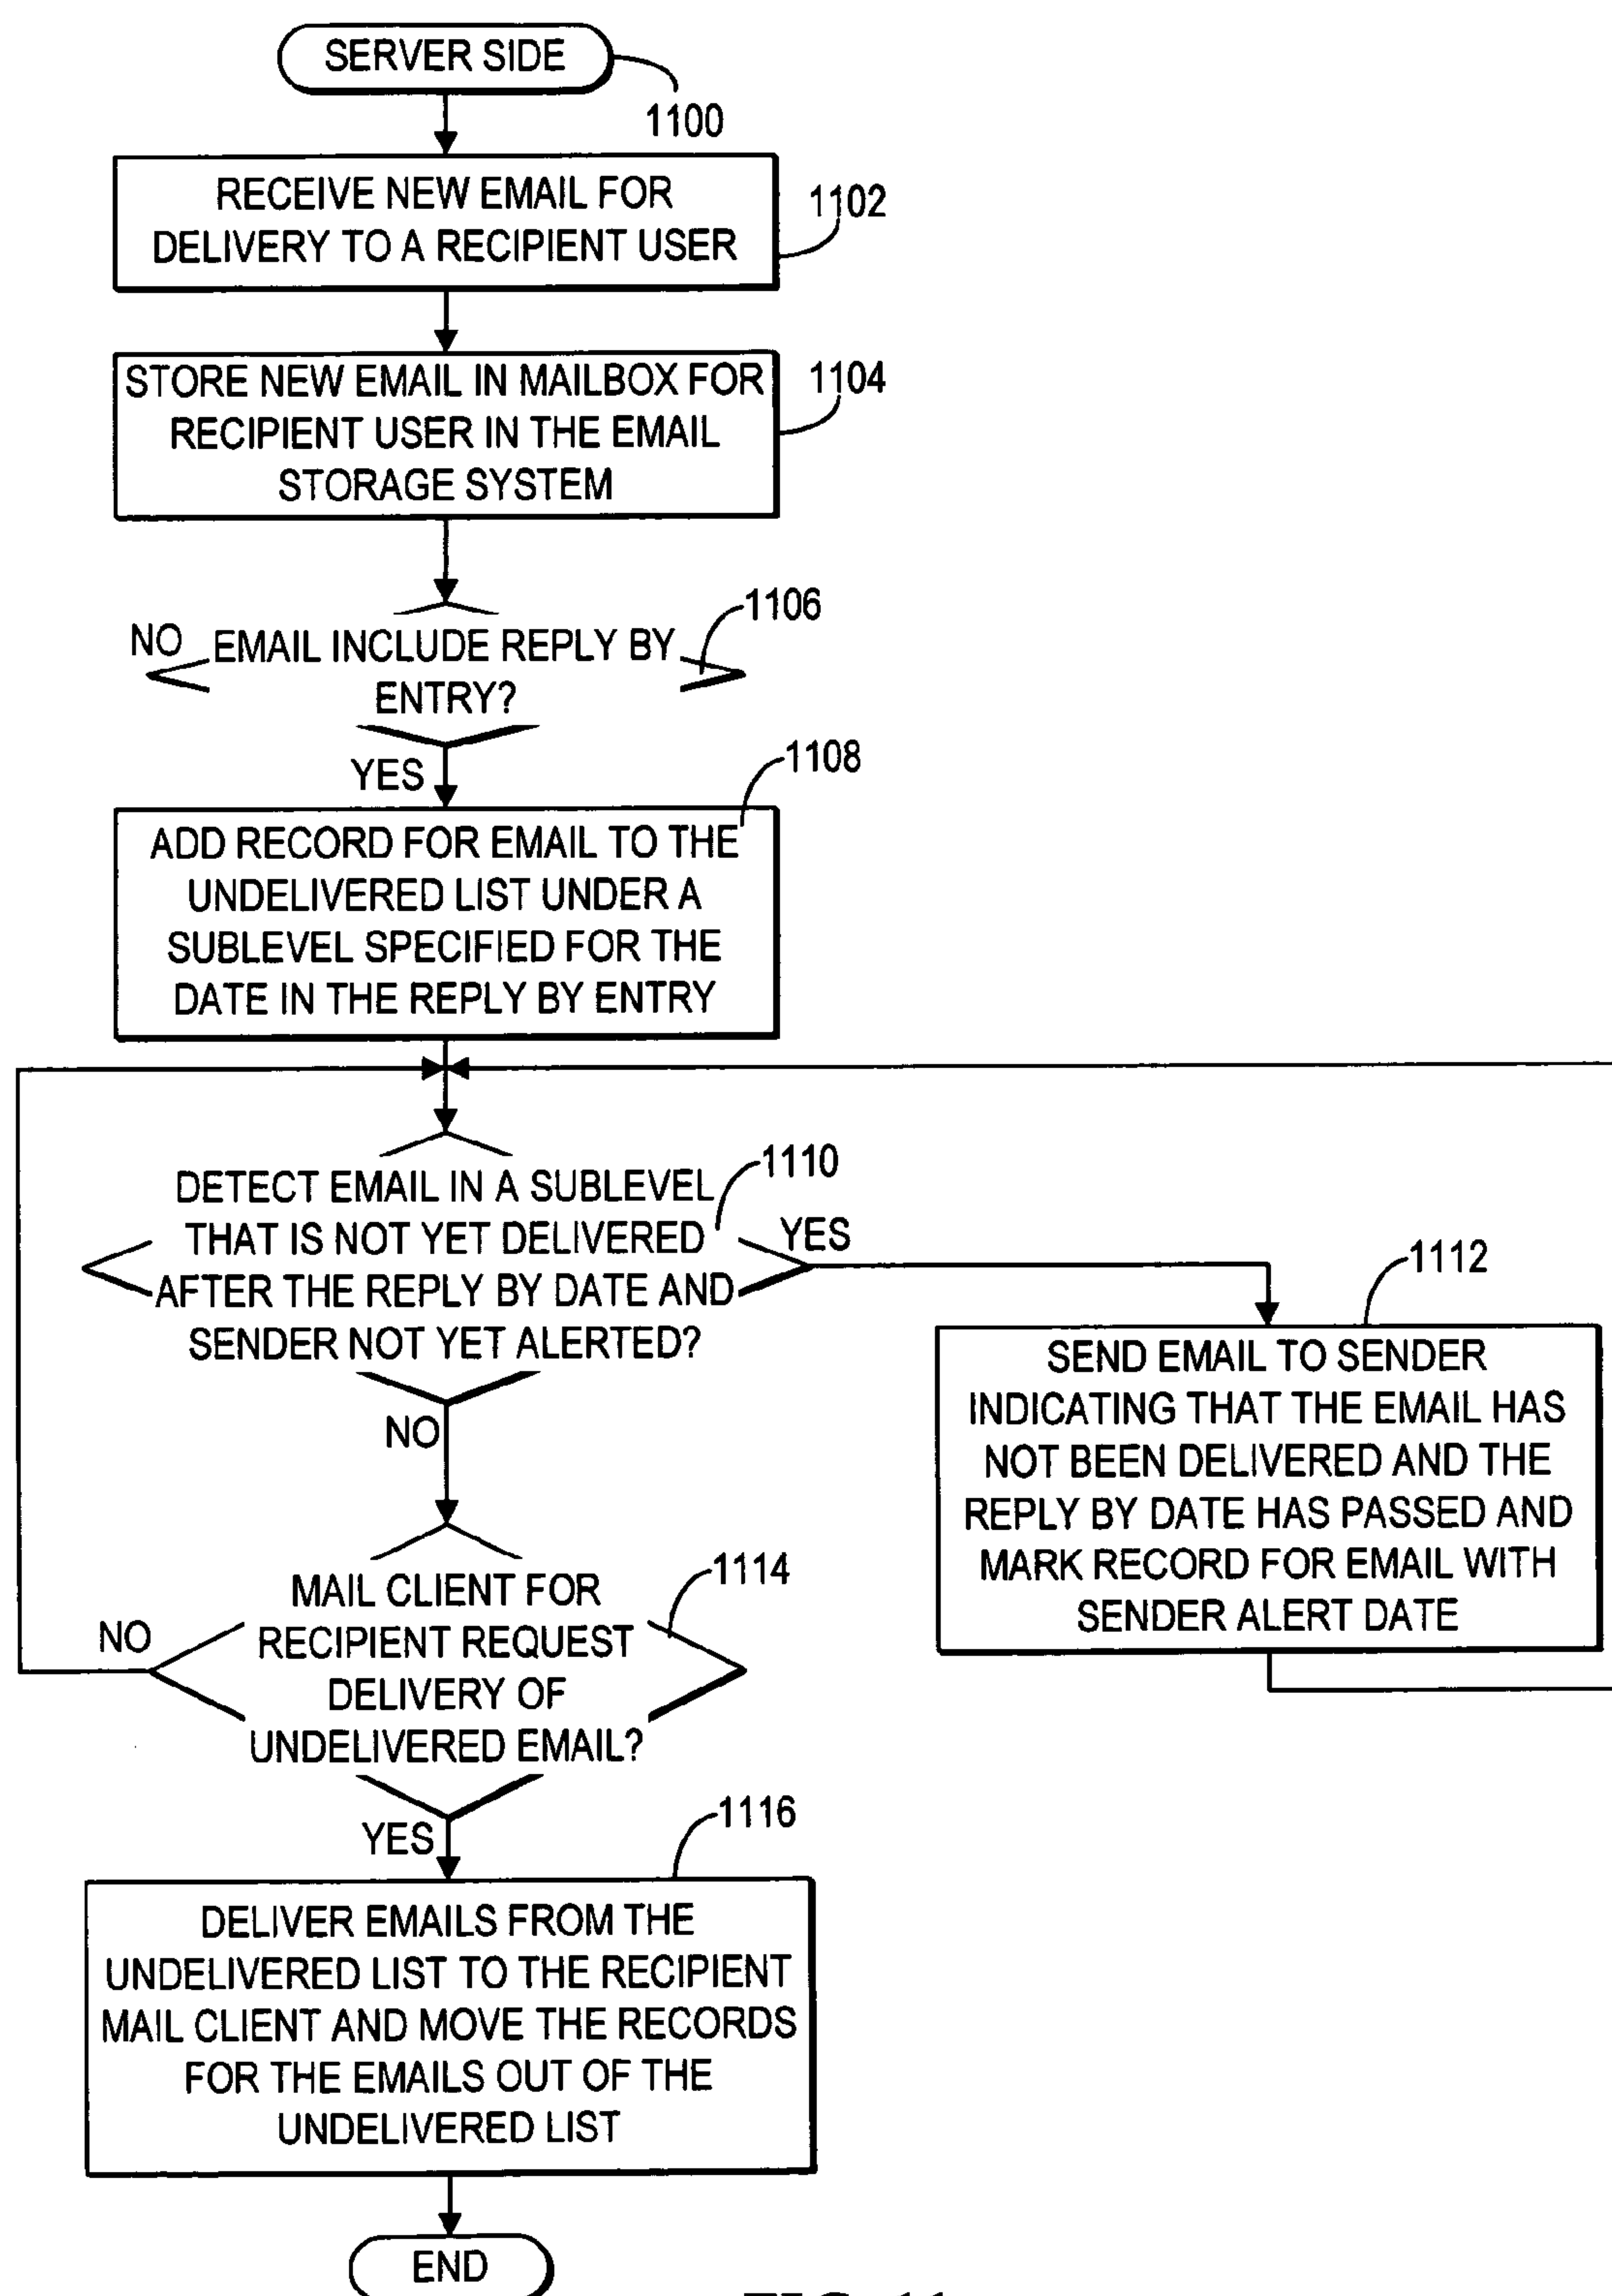 SERVER SIDE
1100
RECEIVE NEW EMAIL FOR
DELIVERY TO A RECIPIENT USER
1102
STORE NEW EMAIL IN MAILBOX FOR
RECIPIENT USER IN THE EMAIL
STORAGE SYSTEM
1104
1106
NO
EMAIL INCLUDE REPLY BY
ENTRY?
YES
1108
ADD RECORD FOR EMAIL TO THE
UNDELIVERED LIST UNDER A
SUBLEVEL SPECIFIED FOR THE
DATE IN THE REPLY BY ENTRY
1110
DETECT EMAIL IN A SUBLEVEL
THAT IS NOT YET DELIVERED
AFTER THE REPLY BY DATE AND
SENDER NOT YET ALERTED?
YES
1112
SEND EMAIL TO SENDER
INDICATING THAT THE EMAIL HAS
NOT BEEN DELIVERED AND THE
REPLY BY DATE HAS PASSED AND
MARK RECORD FOR EMAIL WITH
SENDER ALERT DATE
NO
1114
MAIL CLIENT FOR
RECIPIENT REQUEST
DELIVERY OF
UNDELIVERED EMAIL?
NO
YES
1116
DELIVER EMAILS FROM THE
UNDELIVERED LIST TO THE RECIPIENT
MAIL CLIENT AND MOVE THE RECORDS
FOR THE EMAILS OUT OF THE
UNDELIVERED LIST
END